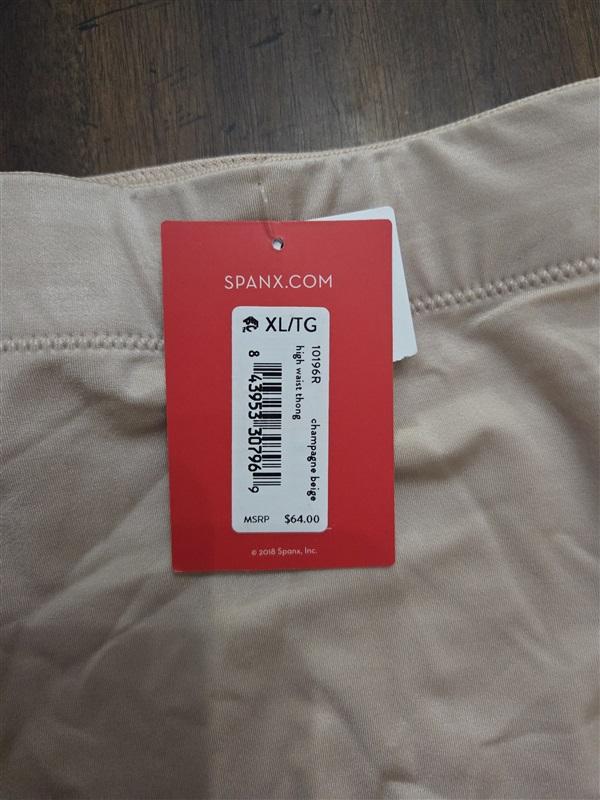 SPANX.COM
XL/TG
10196R
high waist thong
champagne beige
8 43953 30796 9
MSRP $64.00
© 2018 Spanx, Inc.